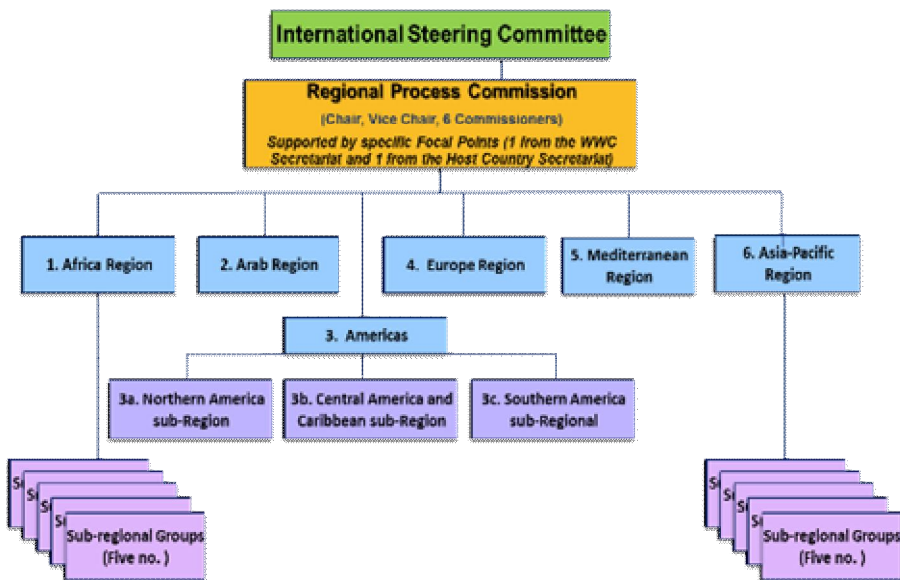 International Steering Committee
Regional Process Commission
(Chair, Vice Chair, 6 Commissioners)
Supported by specific Focal Points (1 from the WWC
Secretariat and 1 from the Host Country Secretariat)
1. Africa Region
2. Arab Region
4. Europe Region
5. Mediterranean
Region
6. Asia-Pacific
Region
3. Americas
3a. Northern America
sub-Region
3b. Central America and
Caribbean sub-Region
3c. Southern America
sub-Regional
Sub-regional Groups
(Five no. )
Sub-regional Groups
(Five no. )